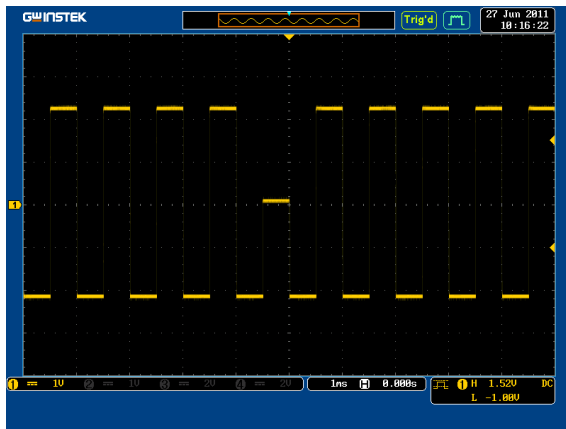 GWINSTEK
Trig'd
27 Jun 2011
10:16:22
1
1 1V 2 1V 3 2V 4 2V
1ms H 0.000s
1 H 1.52V DC
L -1.00V